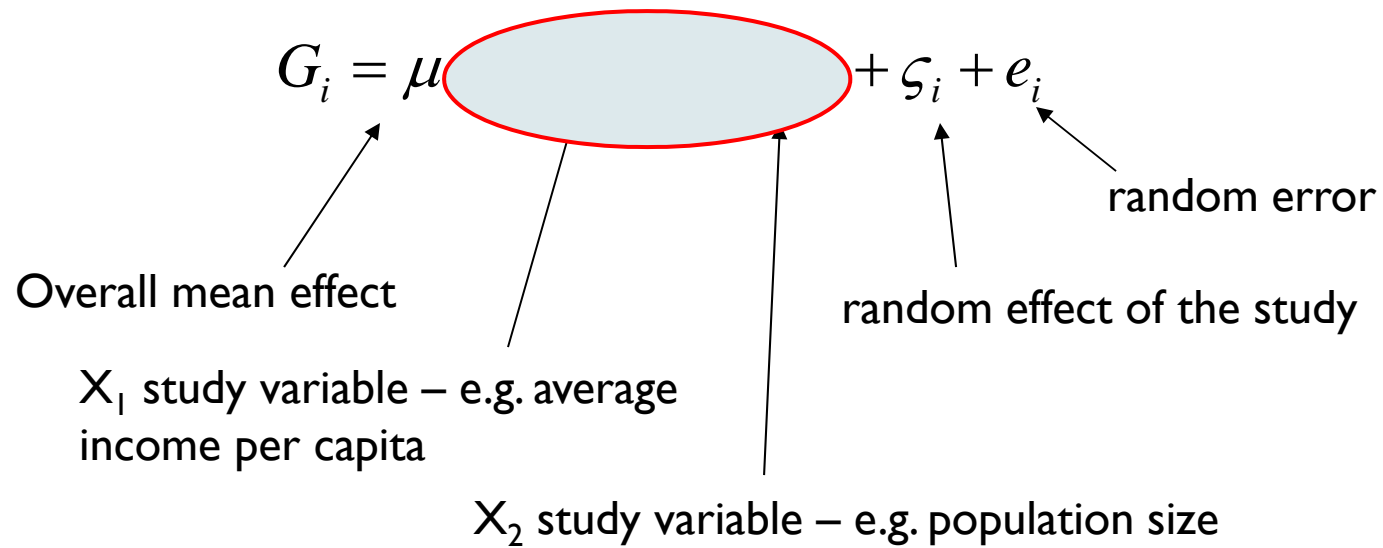 G_i = μ + ς_i + e_i
random error
Overall mean effect
random effect of the study
X_1 study variable – e.g. average
income per capita
X_2 study variable – e.g. population size